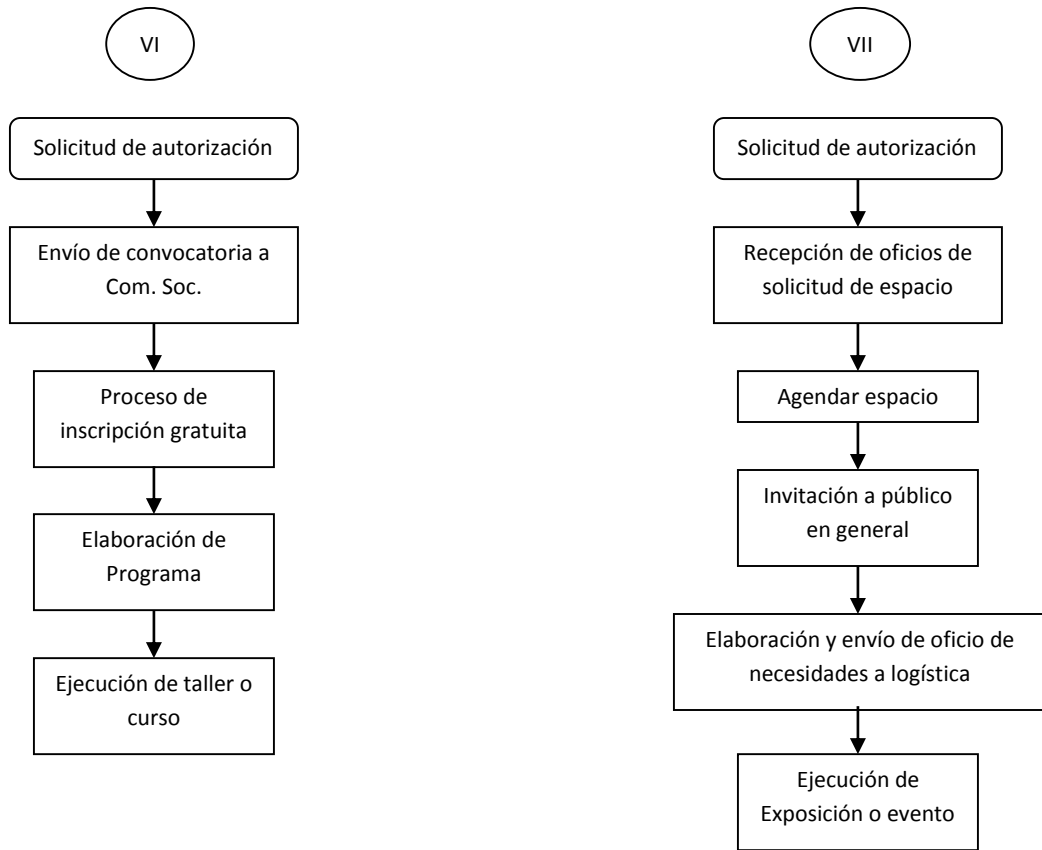 VI
Solicitud de autorización
Envío de convocatoria a
Com. Soc.
Proceso de
inscripción gratuita
Elaboración de
Programa
Ejecución de taller o
curso
VII
Solicitud de autorización
Recepción de oficios de
solicitud de espacio
Agendar espacio
Invitación a público
en general
Elaboración y envío de oficio de
necesidades a logística
Ejecución de
Exposición o evento